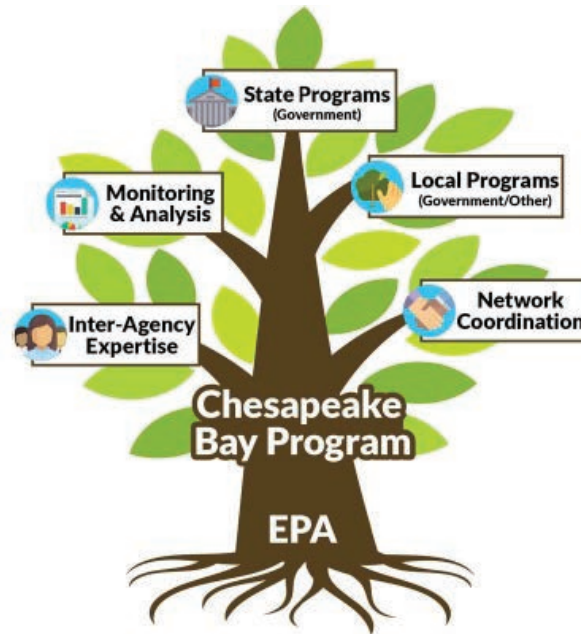 State Programs
(Government)
Monitoring
& Analysis
Local Programs
(Government/Other)
Inter-Agency
Expertise
Network
Coordination
Chesapeake
Bay Program
EPA